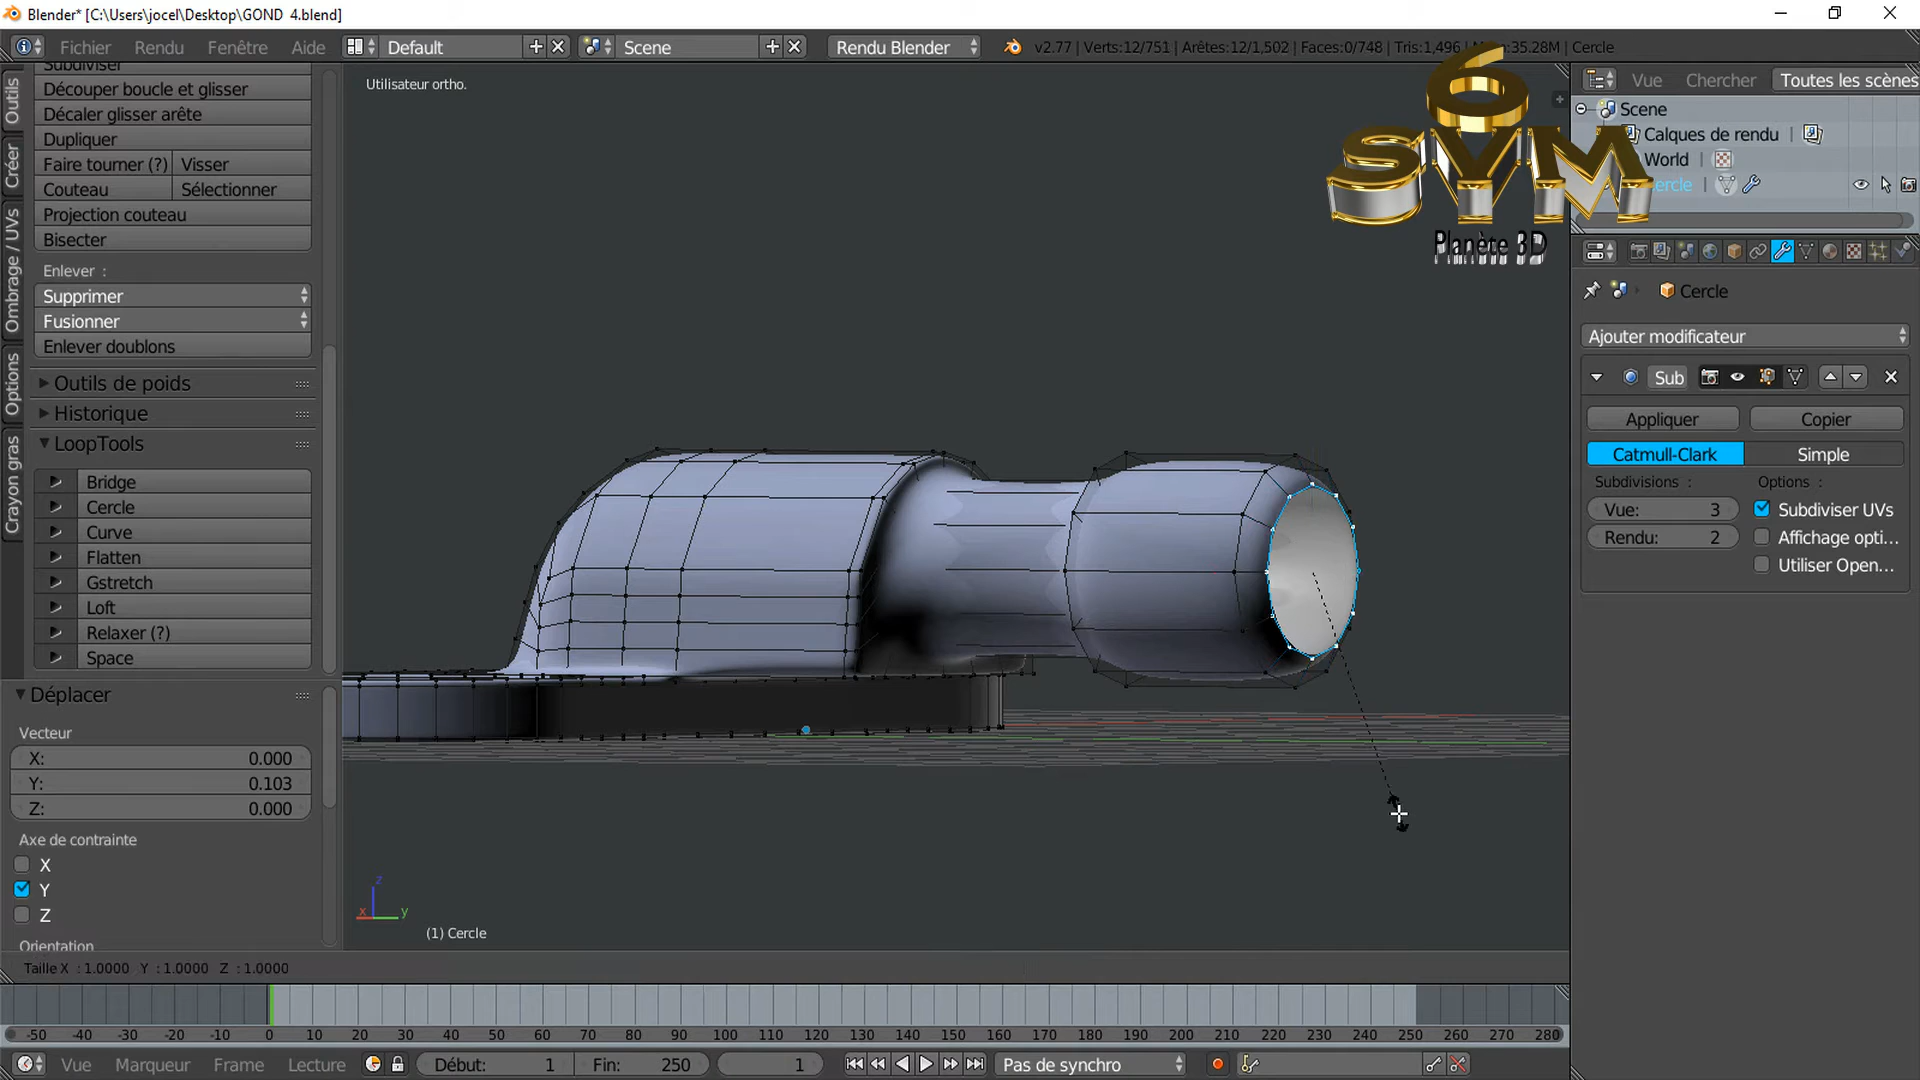 Blender* [C:\Users\jocel\Desktop\GOND 4.blend]
Fichier Rendu Fenêtre Aide Default Scene Rendu Blender v2.77 | Verts:12/751 | Arêtes:12/1,502 | Faces:0/748 | Tris:1,496 | :35.28M | Cercle
Subdiviser
Découper boucle et glisser
Décaler glisser arête
Dupliquer
Faire tourner (?) Visser
Couteau Sélectionner
Projection couteau
Bisecter
Enlever :
Supprimer
Fusionner
Enlever doublons
Outils de poids
Historique
LoopTools
Bridge
Cercle
Curve
Flatten
Gstretch
Loft
Relaxer (?)
Space
Outils
Créer
Ombrage / UVs
Options
Crayon gras
Déplacer
Vecteur
X: 0.000
Y: 0.103
Z: 0.000
Axe de contrainte
X
Y
Z
Orientation
Utilisateur ortho.
6
SYM
Planète 3D
z
x y
(1) Cercle
Vue Chercher Toutes les scènes
Scene
Calques de rendu |
World |
ercle |
Cercle
Ajouter modificateur
Sub
Appliquer Copier
Catmull-Clark Simple
Subdivisions : Options :
Vue: 3 Subdiviser UVs
Rendu: 2 Affichage opti...
Utiliser Open...
Taille X : 1.0000 Y : 1.0000 Z : 1.0000
-50 -40 -30 -20 -10 0 10 20 30 40 50 60 70 80 90 100 110 120 130 140 150 160 170 180 190 200 210 220 230 240 250 260 270 280
Vue Marqueur Frame Lecture Début: 1 Fin: 250 1 Pas de synchro